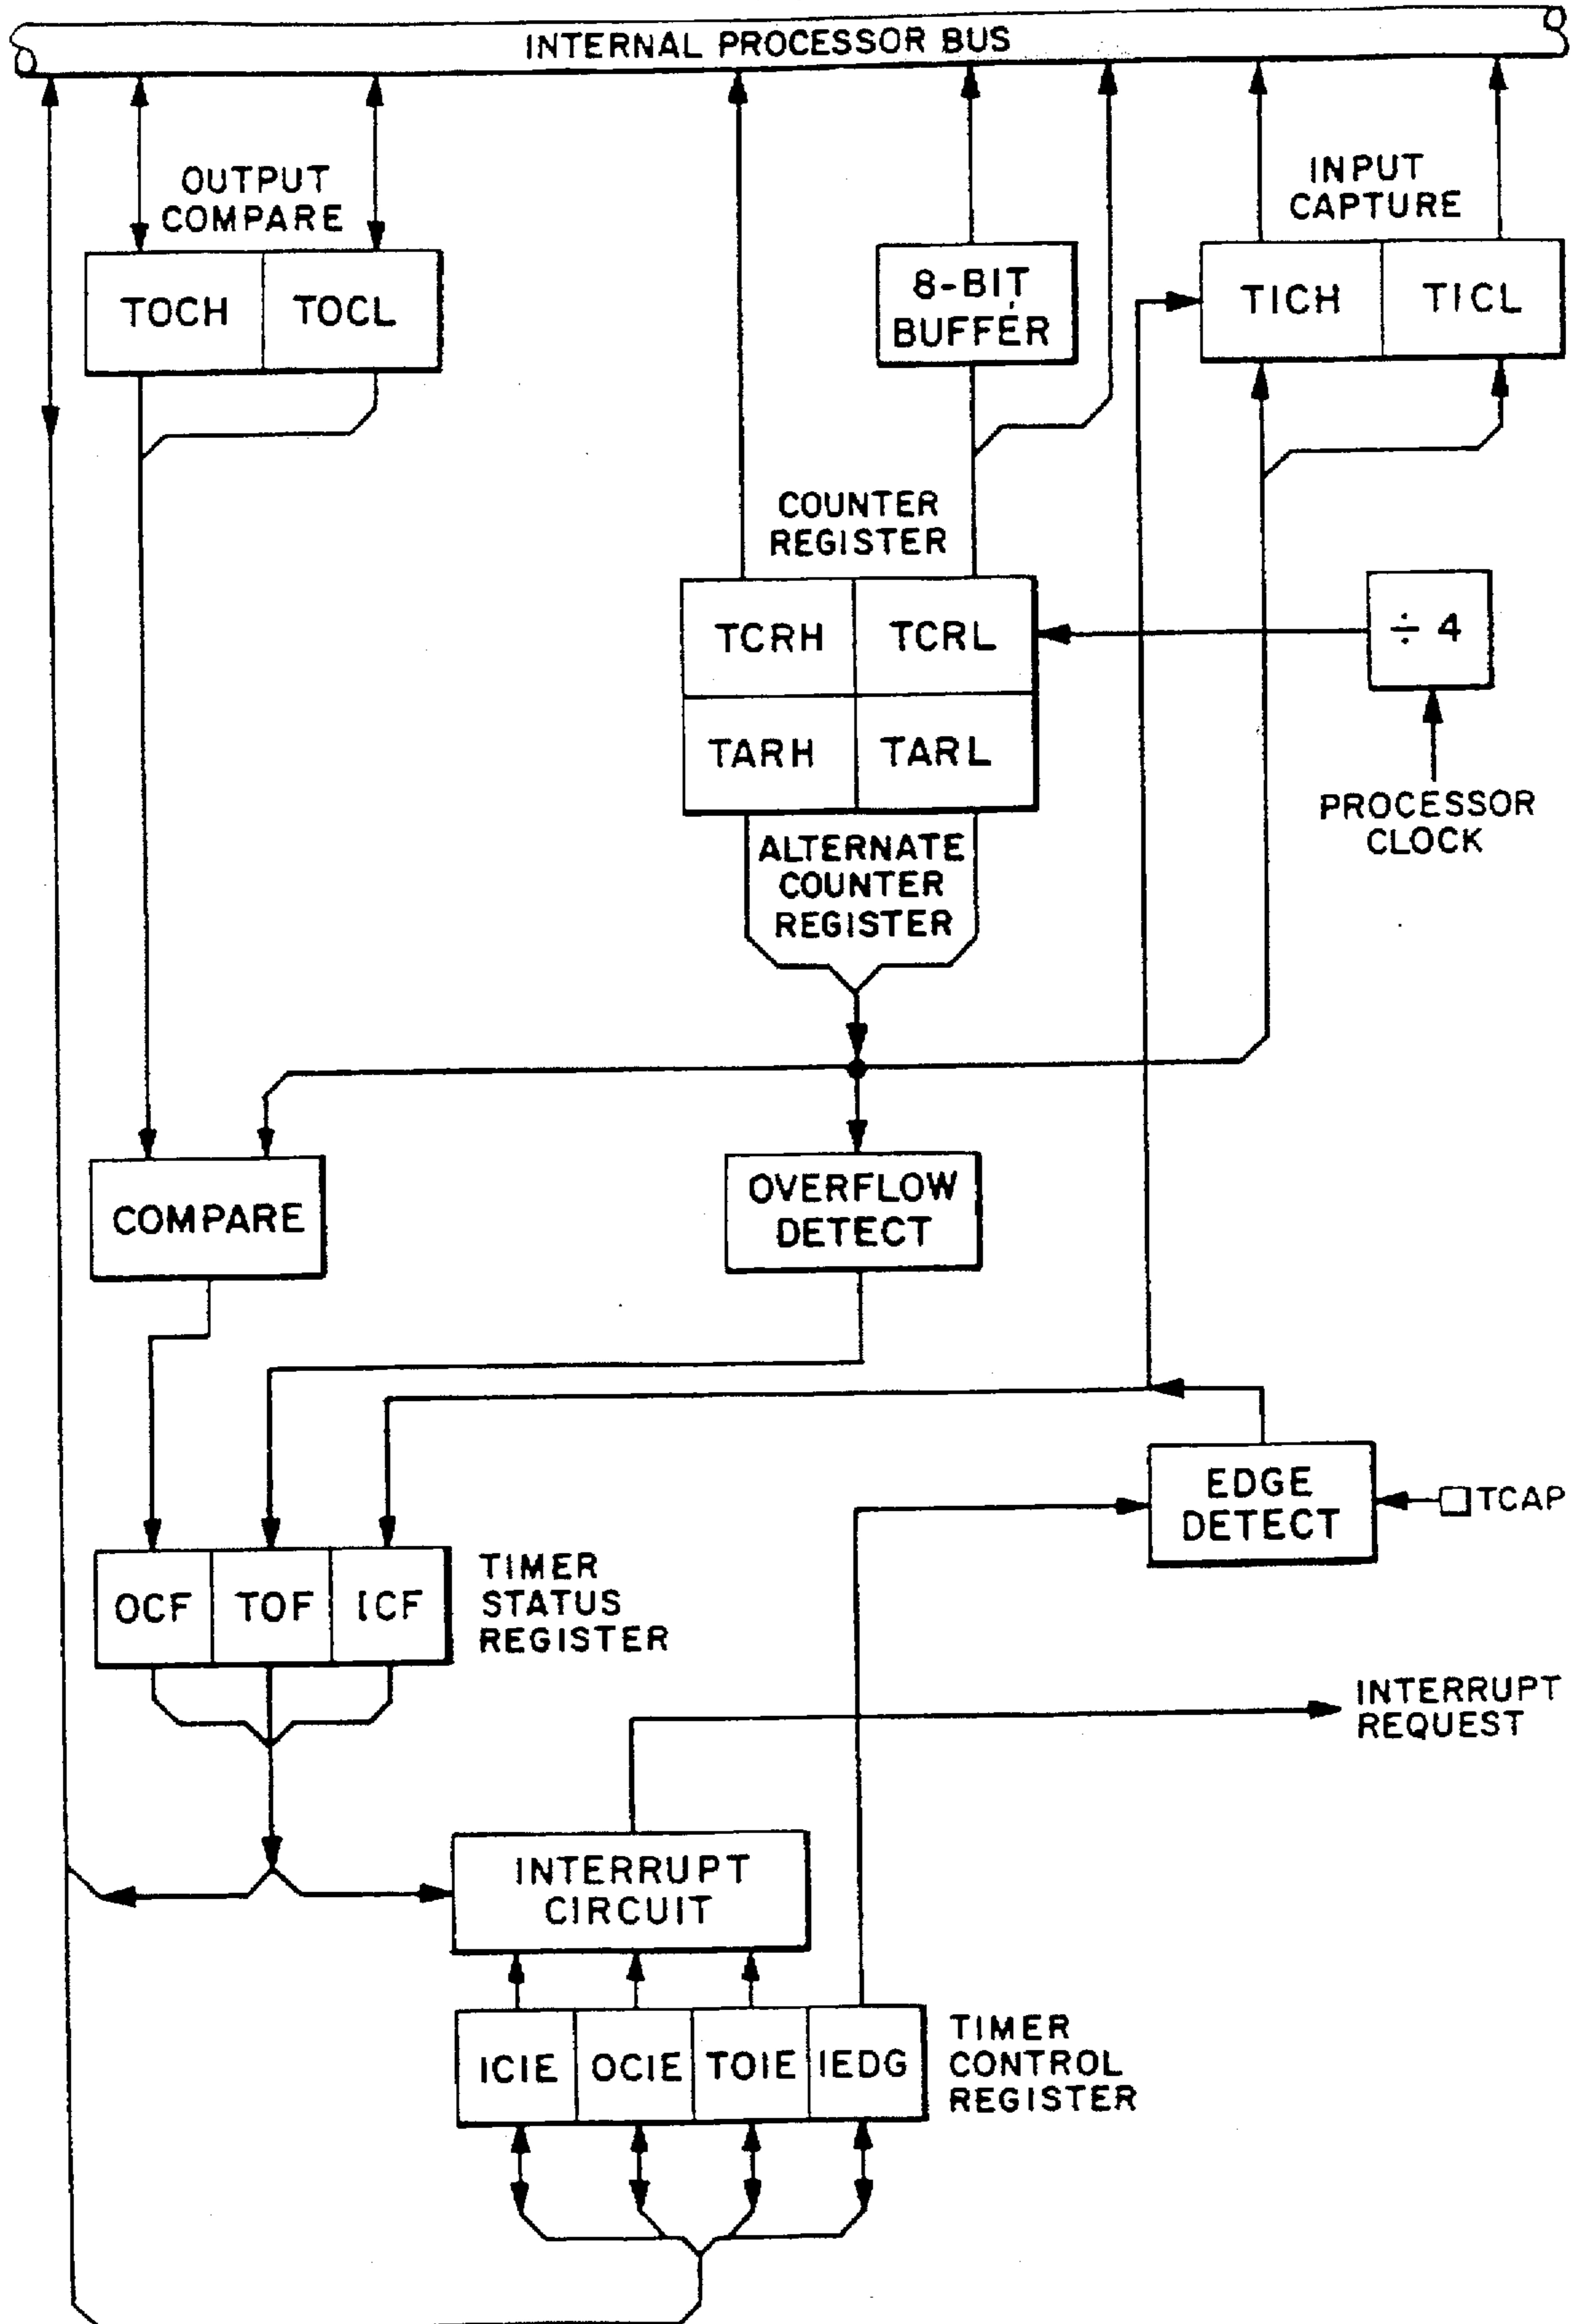 INTERNAL PROCESSOR BUS
OUTPUT
COMPARE
INPUT
CAPTURE
TOCH TOCL
8-BIT
BUFFER
TICH TICL
COUNTER
REGISTER
TCRH TCRL
÷ 4
TARH TARL
PROCESSOR
CLOCK
ALTERNATE
COUNTER
REGISTER
COMPARE
OVERFLOW
DETECT
EDGE
DETECT
TCAP
OCF TOF ICF
TIMER
STATUS
REGISTER
INTERRUPT
REQUEST
INTERRUPT
CIRCUIT
ICIE OCIE TOIE IEDG
TIMER
CONTROL
REGISTER